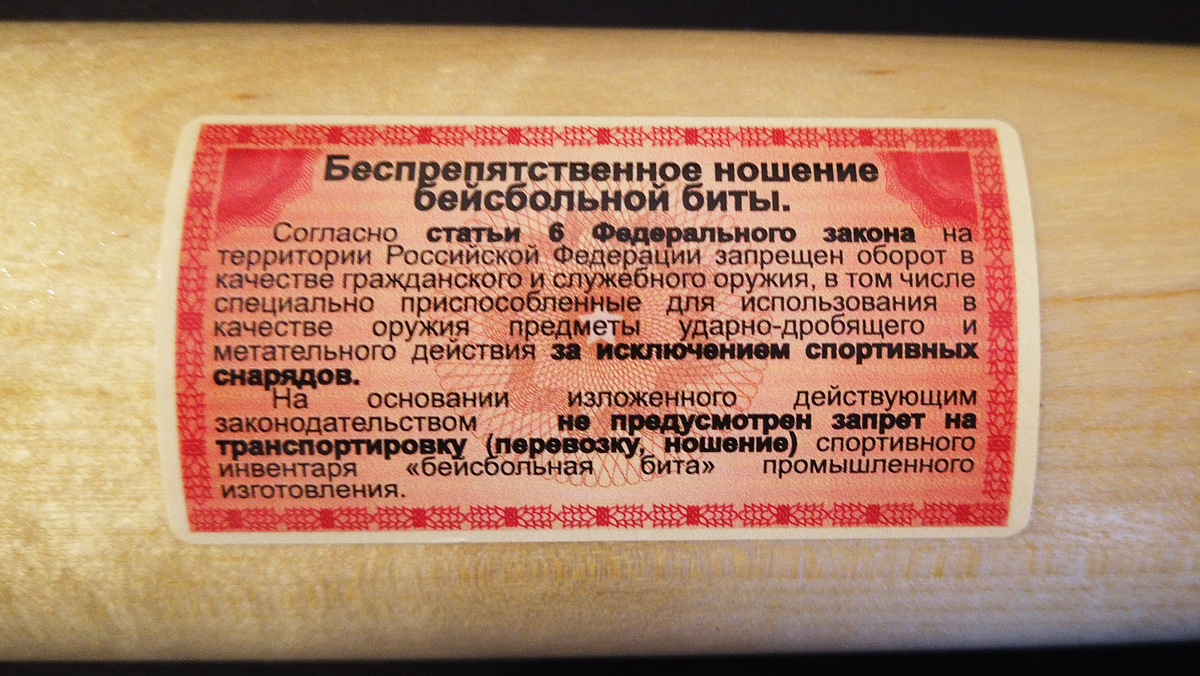 Беспрепятственное ношение
бейсбольной биты.
Согласно статьи 6 Федерального закона на
территории Российской Федерации запрещен оборот в
качестве гражданского и служебного оружия, в том числе
специально приспособленные для использования в
качестве оружия предметы ударно-дробящего и
метательного действия за исключением спортивных
снарядов.
На основании изложенного действующим
законодательством не предусмотрен запрет на
транспортировку (перевозку, ношение) спортивного
инвентаря «бейсбольная бита» промышленного
изготовления.